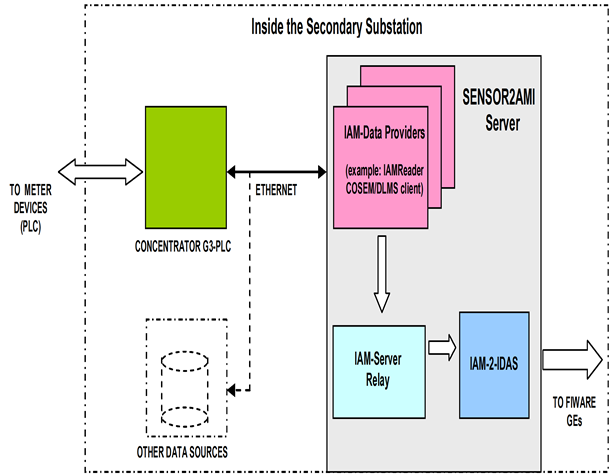 Inside the Secondary Substation
SENSOR2AMI
Server
IAM-Data Providers
(example: IAMReader
COSEM/DLMS client)
ETHERNET
TO METER
DEVICES
(PLC)
CONCENTRATOR G3-PLC
IAM-Server
Relay
IAM-2-IDAS
TO FIWARE
GEs
OTHER DATA SOURCES